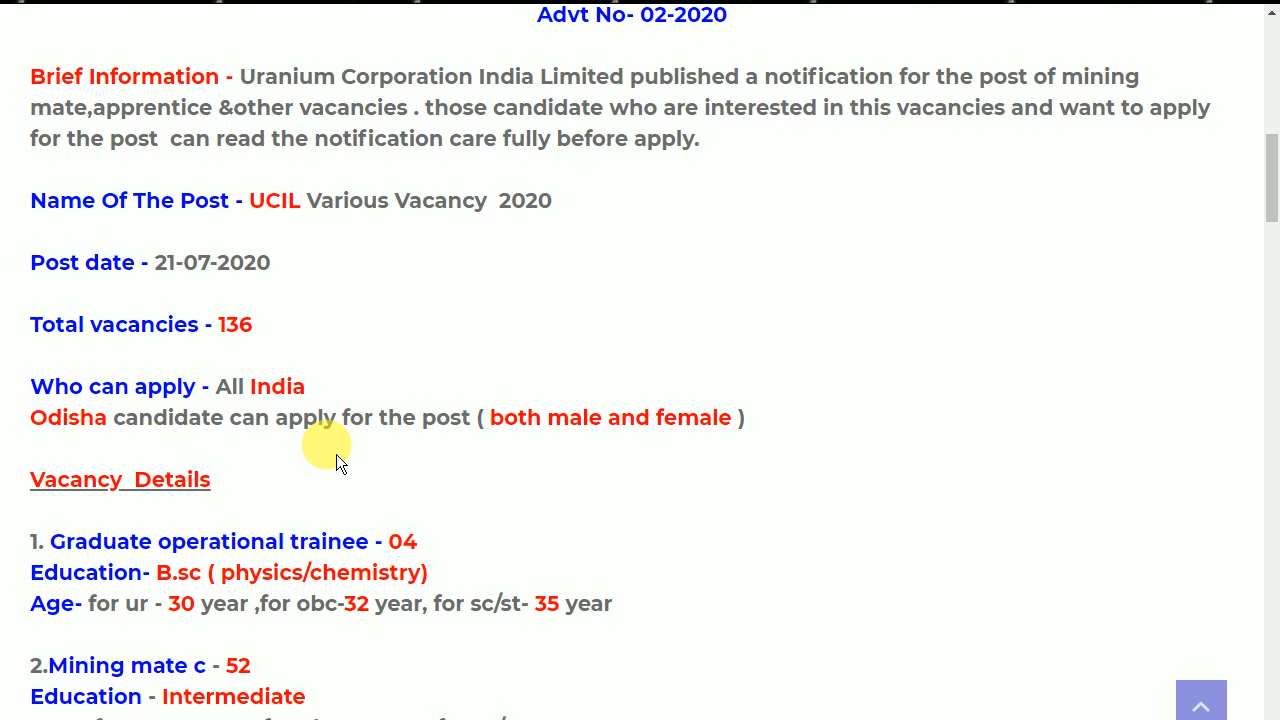 Advt No- 02-2020
Brief Information - Uranium Corporation India Limited published a notification for the post of mining
mate,apprentice &other vacancies . those candidate who are interested in this vacancies and want to apply
for the post  can read the notification care fully before apply.
Name Of The Post - UCIL Various Vacancy  2020
Post date - 21-07-2020
Total vacancies - 136
Who can apply - All India
Odisha candidate can apply for the post ( both male and female )
Vacancy  Details
1. Graduate operational trainee - 04
Education- B.sc ( physics/chemistry)
Age- for ur - 30 year ,for obc-32 year, for sc/st- 35 year
2.Mining mate c - 52
Education - Intermediate